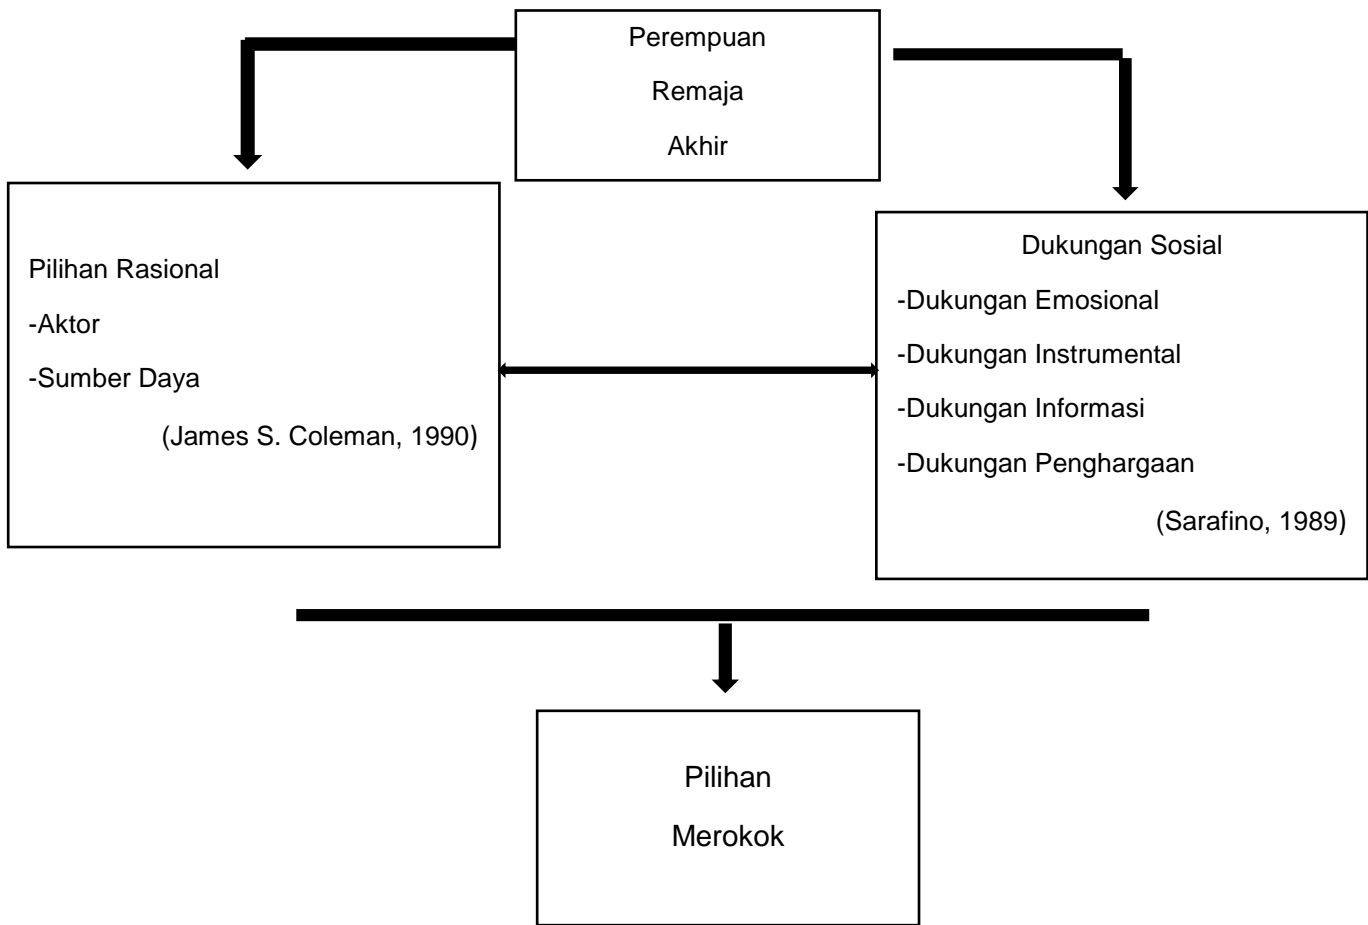 Perempuan
Remaja
Akhir
Pilihan Rasional
-Aktor
-Sumber Daya
(James S. Coleman, 1990)
Dukungan Sosial
-Dukungan Emosional
-Dukungan Instrumental
-Dukungan Informasi
-Dukungan Penghargaan
(Sarafino, 1989)
Pilihan
Merokok